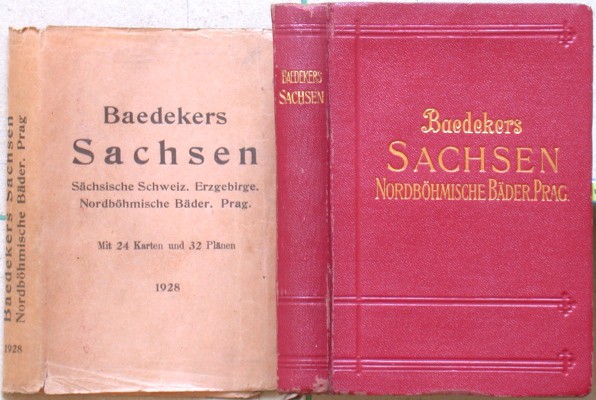 Baedekers Sachsen
Nordböhmische Bäder. Prag
1928
Baedekers
Sachsen
Sächsische Schweiz. Erzgebirge.
Nordböhmische Bäder. Prag.
Mit 24 Karten und 32 Plänen
1928
BAEDEKERS
SACHSEN
Baedekers
SACHSEN
NORDBÖHMISCHE BÄDER. PRAG.